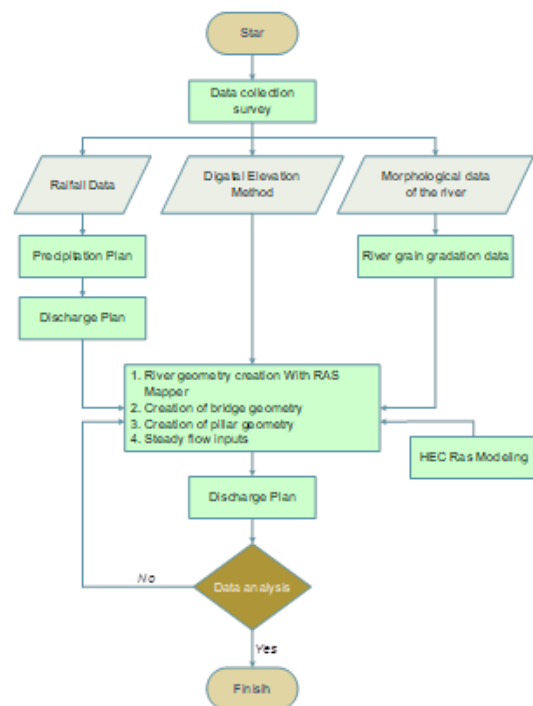 Star
Data collection
survey
Raifall Data
Digatal Elevation
Method
Morphological data
of the river
Precipitation Plan
River grain gradation data
Discharge Plan
1. River geometry creation With RAS
Mapper
2. Creation of bridge geometry
3. Creation of pillar geometry
4. Steady flow inputs
HEC Ras Modeling
Discharge Plan
No
Data analysis
Yes
Finisih